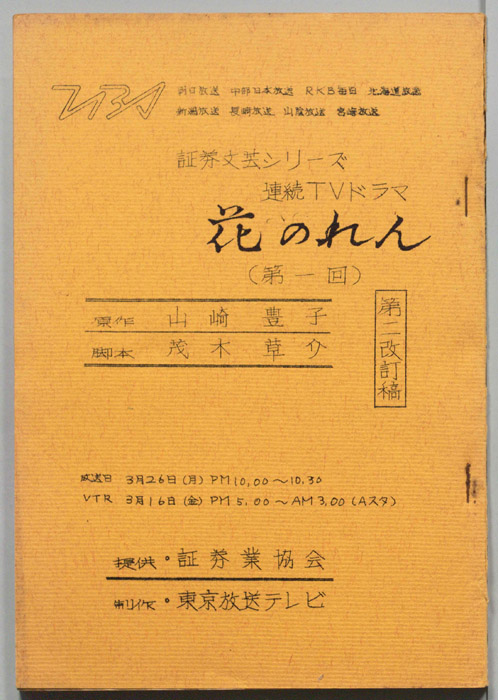 TBS
朝日放送 中部日本放送 RKB毎日 北海道放送
新潟放送 長崎放送 山陰放送 宮崎放送
証券文芸シリーズ
連続TVドラマ
花のれん
(第一回)
第二改訂稿
原作 山崎豊子
脚本 茂木草介
放送日 3月26日(月)PM10,00〜10.30
VTR 3月16日(金)PM5.00〜AM3,00(Aスタ)
提供・証券業協会
制作・東京放送テレビ